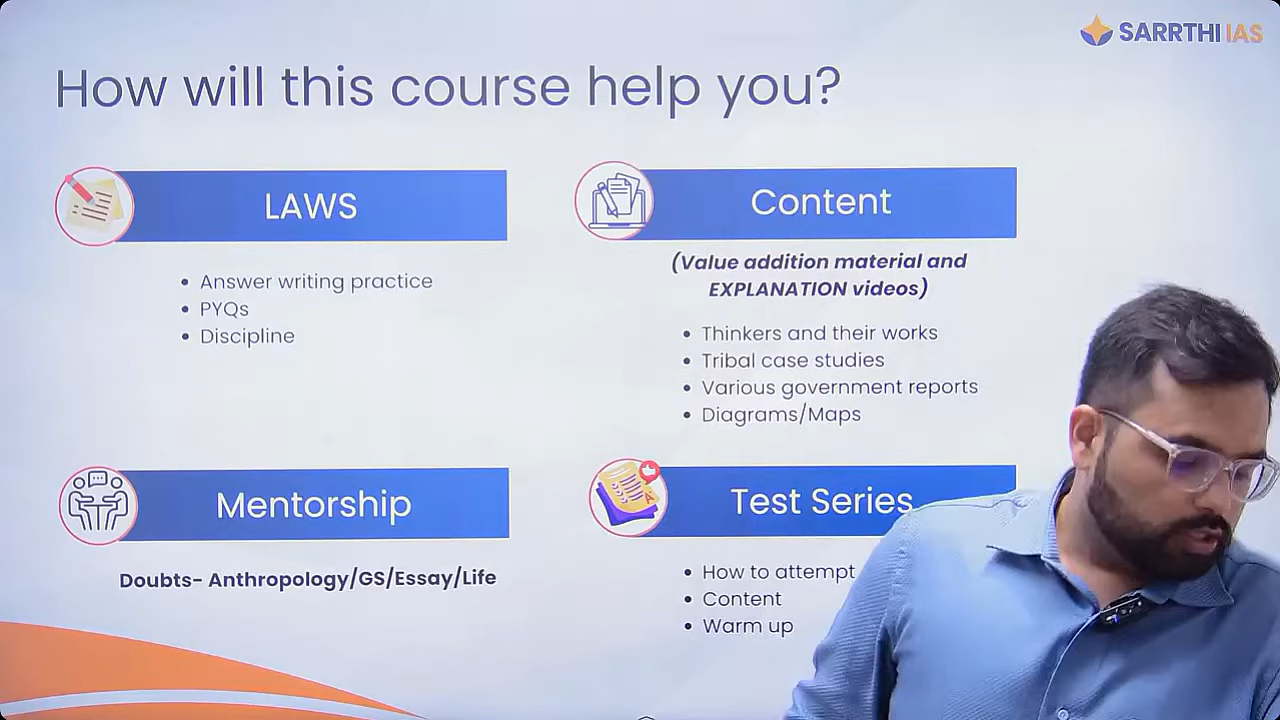 SARRTHI IAS
How will this course help you?
LAWS
• Answer writing practice
• PYQs
• Discipline
Content
(Value addition material and
EXPLANATION videos)
• Thinkers and their works
• Tribal case studies
• Various government reports
• Diagrams/Maps
Mentorship
Doubts- Anthropology/GS/Essay/Life
Test Series
• How to attempt
• Content
• Warm up